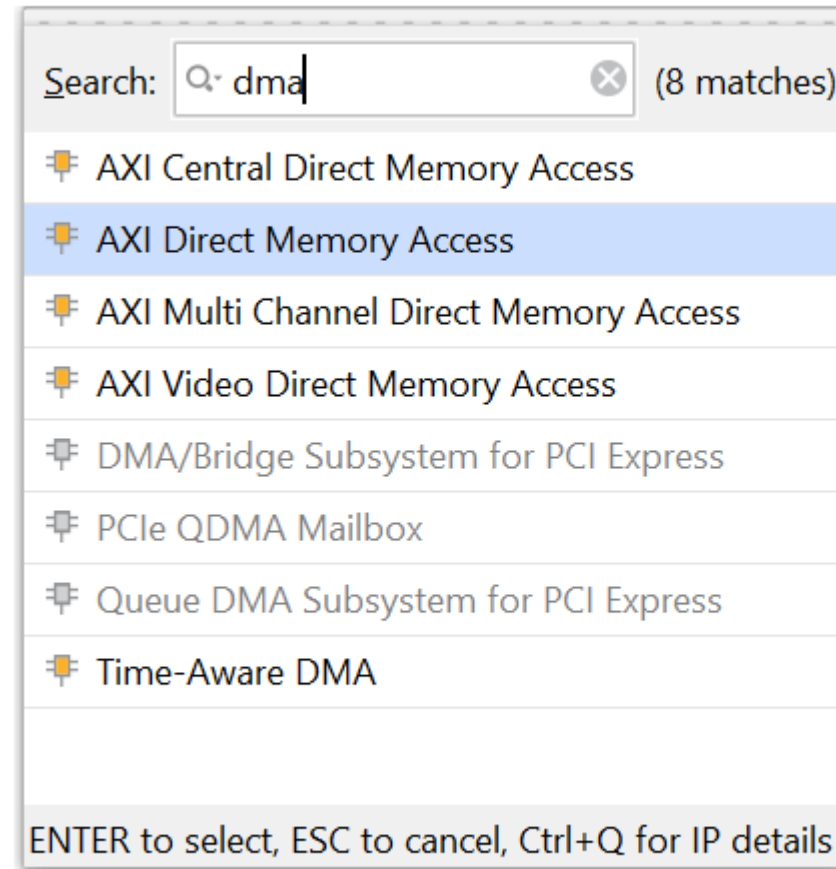 Search: dma (8 matches)
AXI Central Direct Memory Access
AXI Direct Memory Access
AXI Multi Channel Direct Memory Access
AXI Video Direct Memory Access
DMA/Bridge Subsystem for PCI Express
PCIe QDMA Mailbox
Queue DMA Subsystem for PCI Express
Time-Aware DMA
ENTER to select, ESC to cancel, Ctrl+Q for IP details